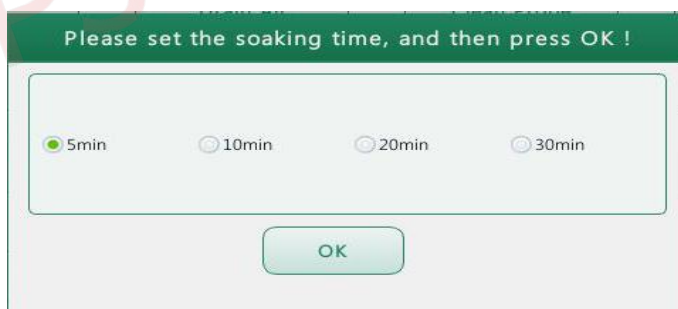 Please set the soaking time, and then press OK !
5min 10min 20min 30min
OK